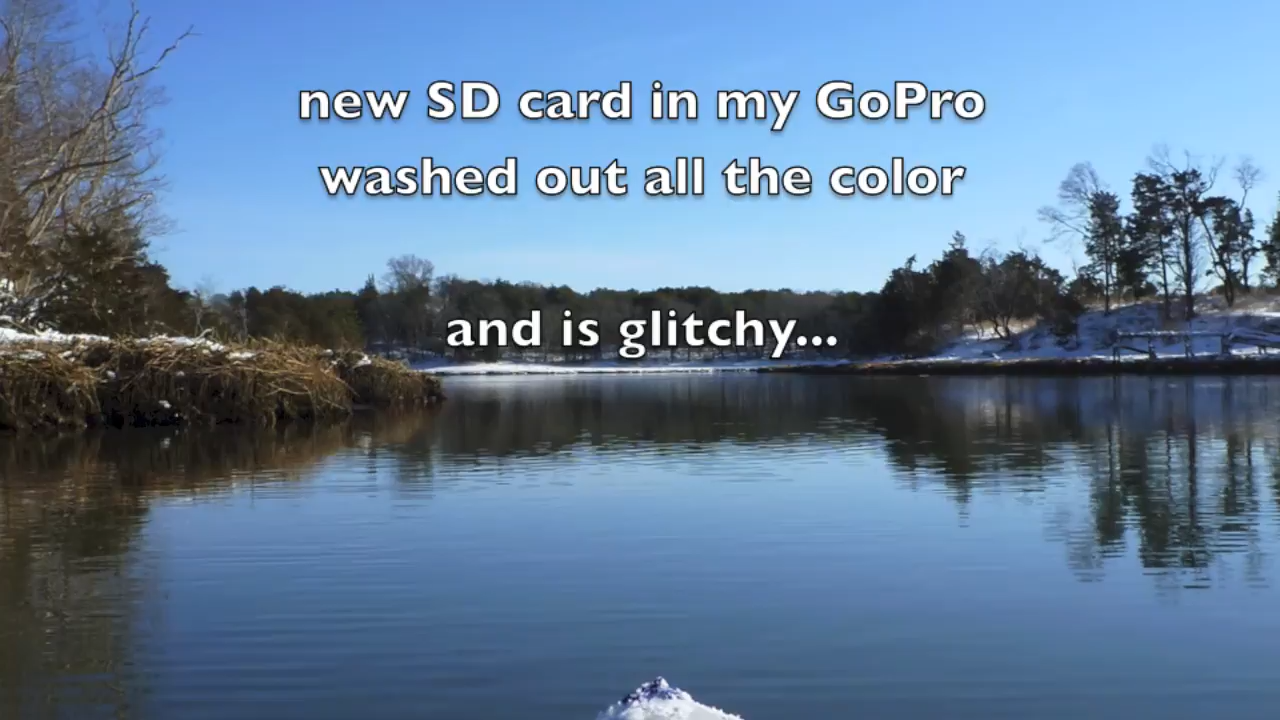 new SD card in my GoPro
washed out all the color
and is glitchy...